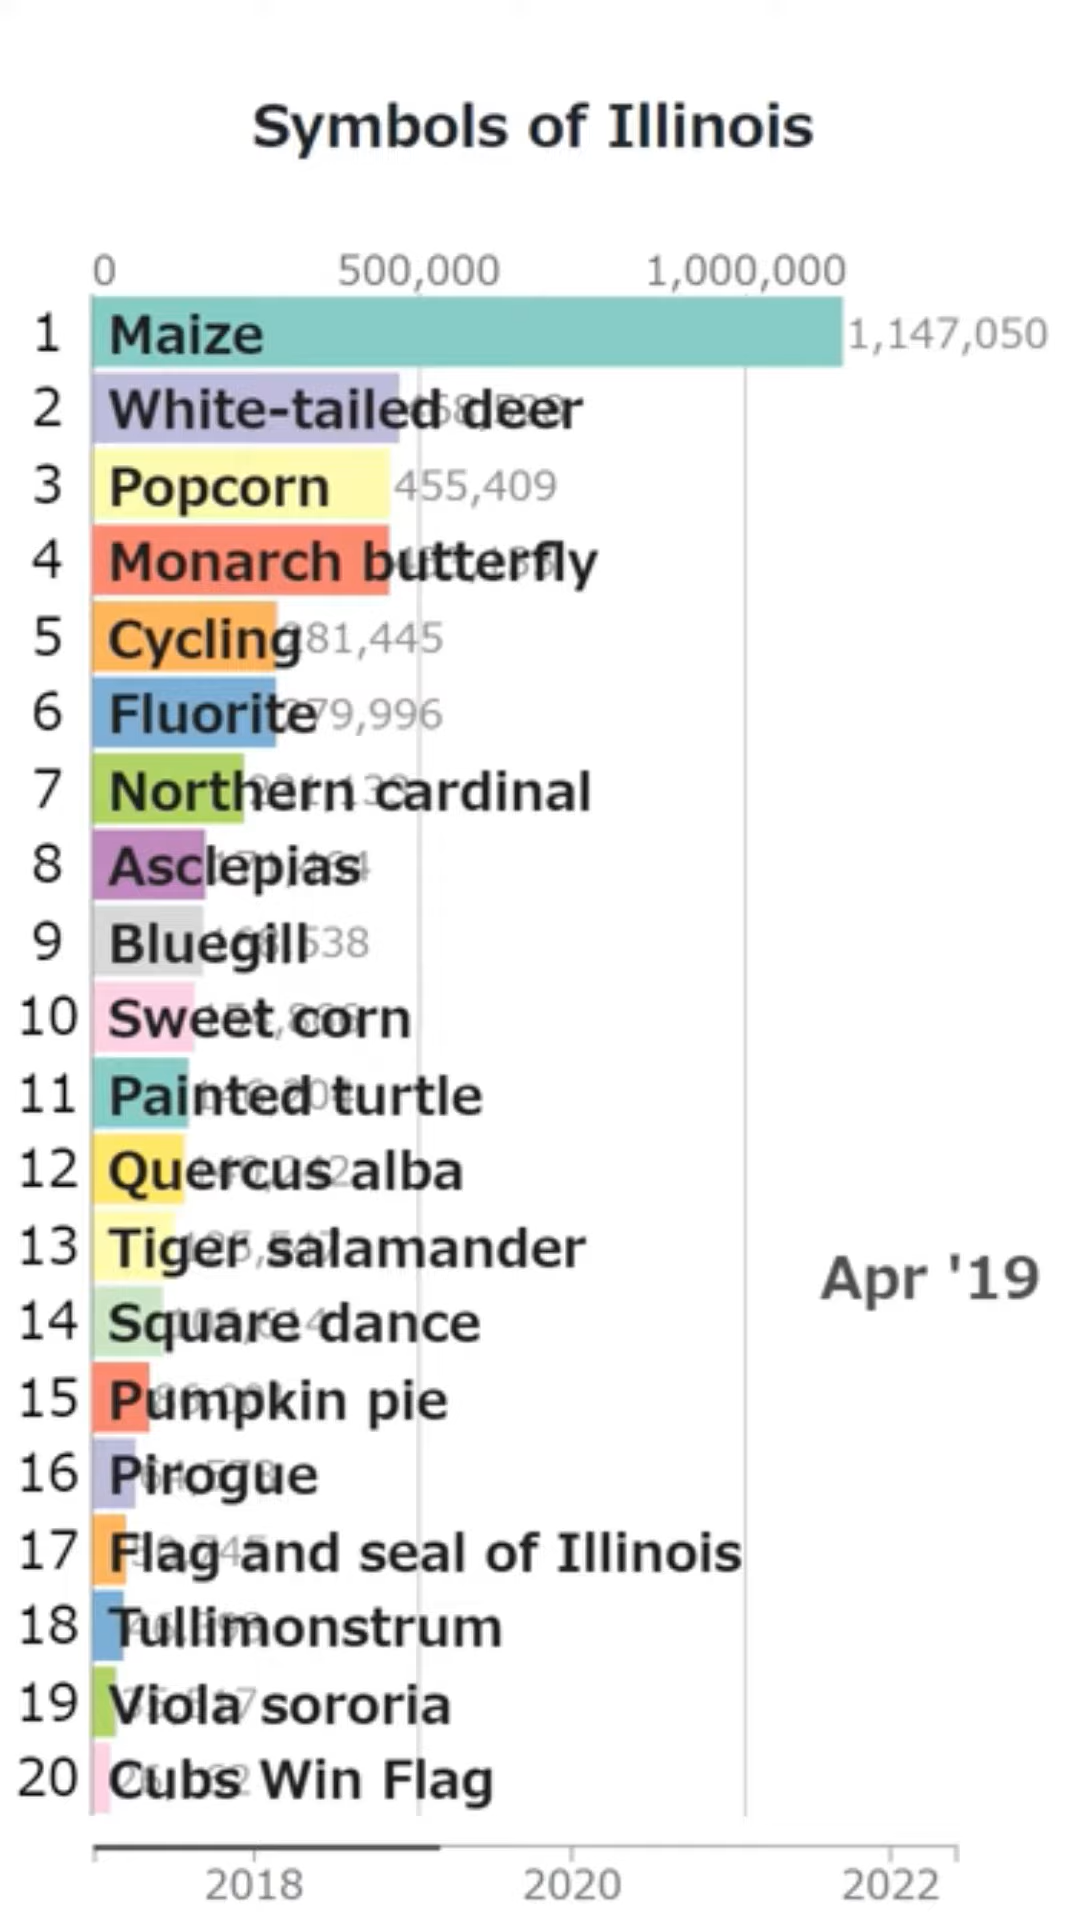 Symbols of Illinois
0 500,000 1,000,000
1 Maize 1,147,050
2 White-tailed deer
3 Popcorn 455,409
4 Monarch butterfly
5 Cycling 281,445
6 Fluorite 279,996
7 Northern cardinal
8 Asclepias
9 Bluegill
10 Sweet corn
11 Painted turtle
12 Quercus alba
13 Tiger salamander
Apr '19
14 Square dance
15 Pumpkin pie
16 Pirogue
17 Flag and seal of Illinois
18 Tullimonstrum
19 Viola sororia
20 Cubs Win Flag
2018 2020 2022